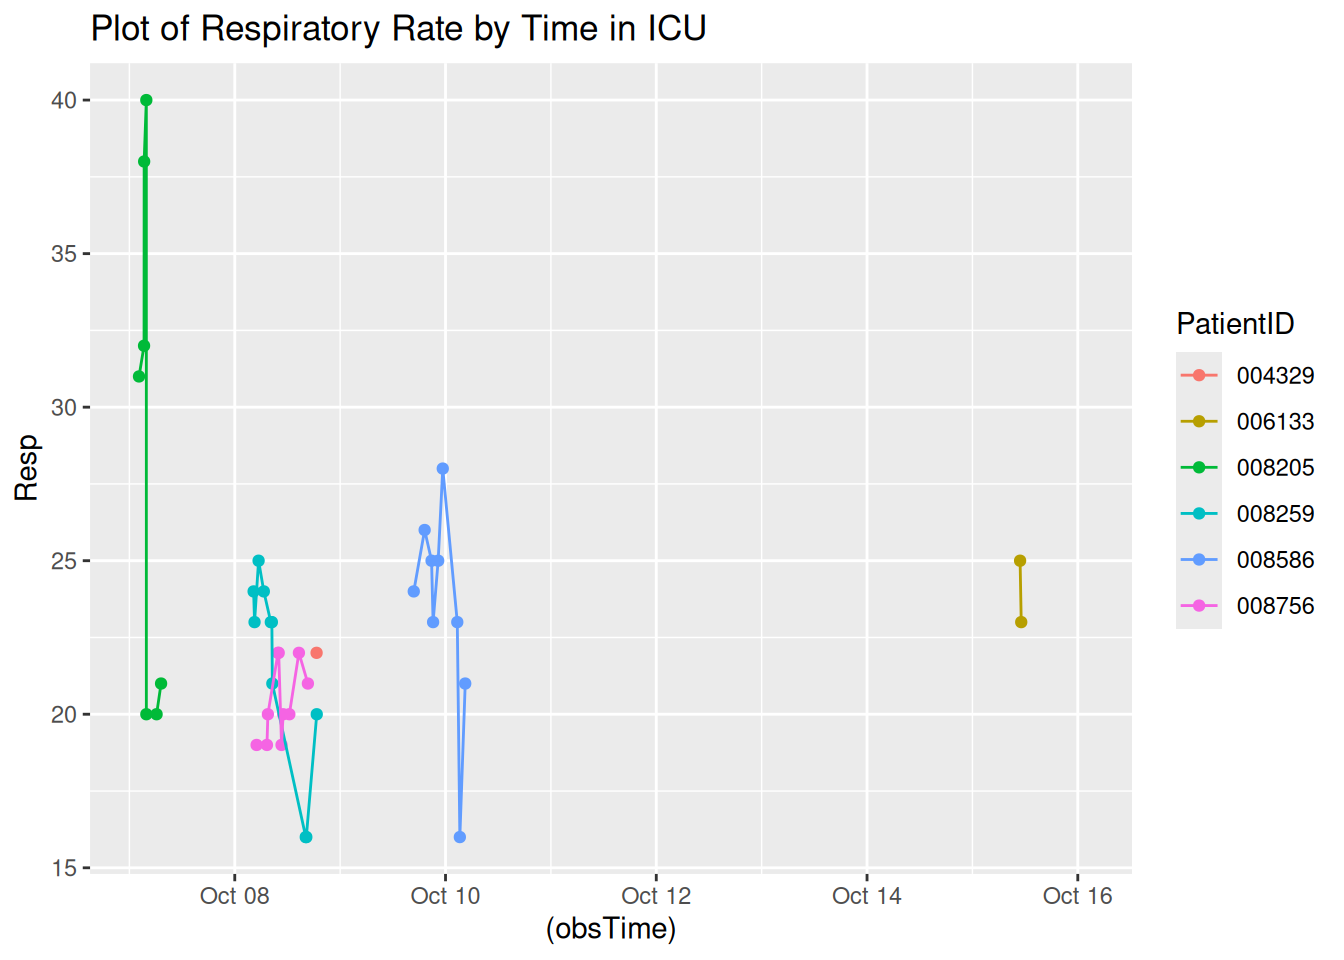 Plot of Respiratory Rate by Time in ICU
40
35
30
25
20
15
Resp
Oct 08
Oct 10
Oct 12
Oct 14
Oct 16
(obsTime)
PatientID
004329
006133
008205
008259
008586
008756